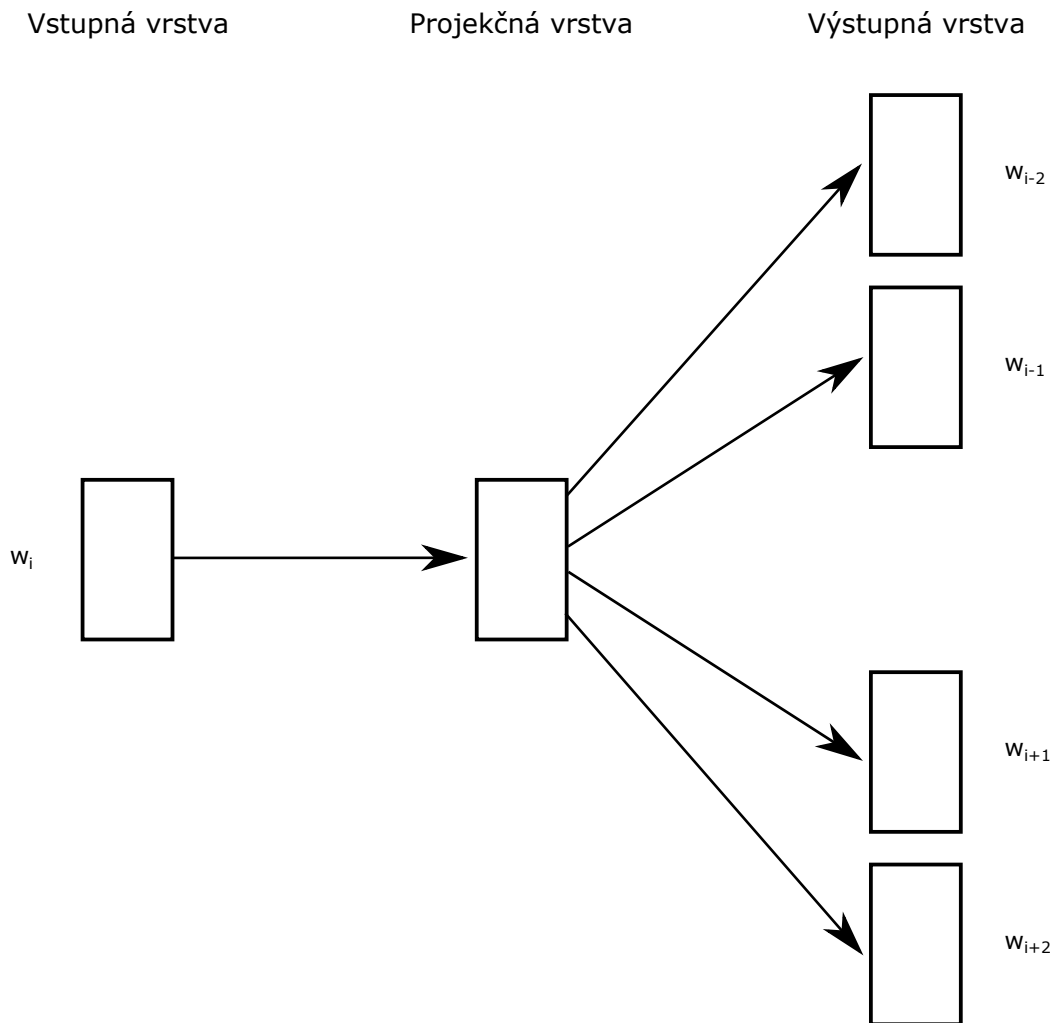 Vstupná vrstva
Projekčná vrstva
Výstupná vrstva
wi-2
wi-1
wi
wi+1
wi+2